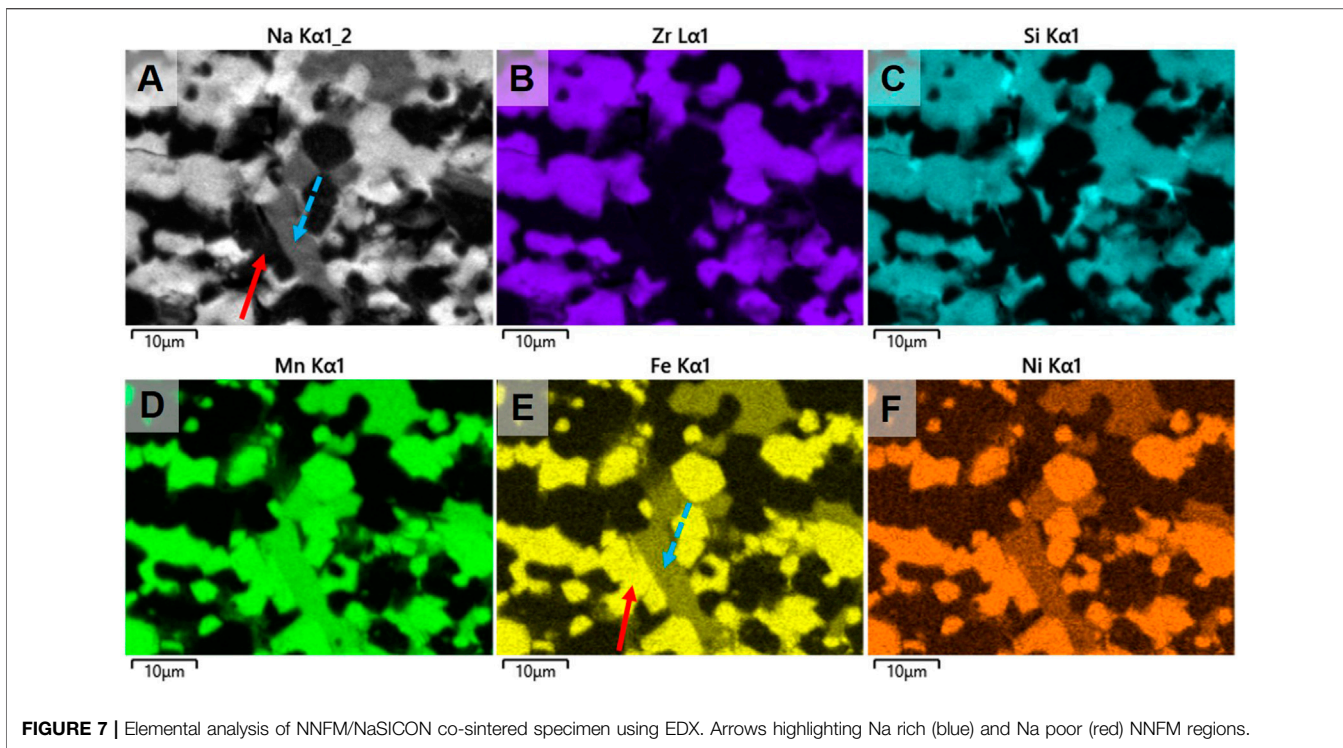 Na Kα1_2
Zr Lα1
Si Kα1
A
B
C
10µm
10µm
10µm
Mn Kα1
Fe Kα1
Ni Kα1
D
E
F
10µm
10µm
10µm
FIGURE 7 | Elemental analysis of NNFM/NaSICON co-sintered specimen using EDX. Arrows highlighting Na rich (blue) and Na poor (red) NNFM regions.